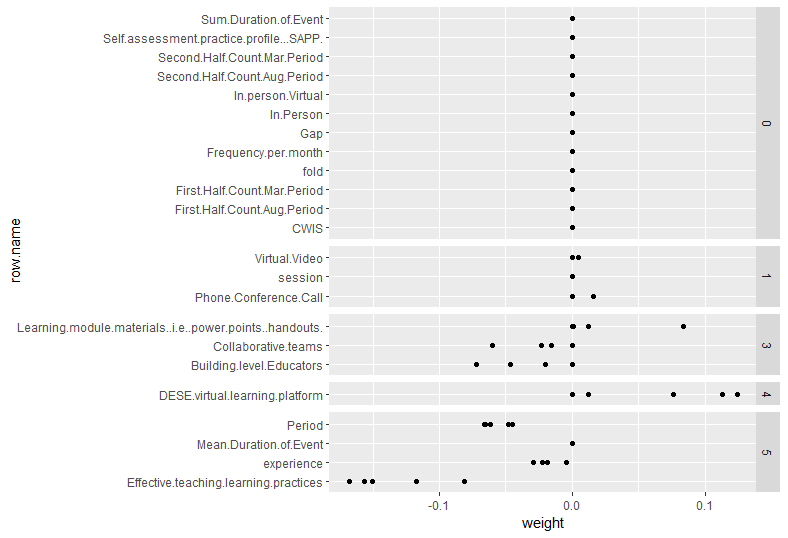 Sum.Duration.of.Event
Self.assessment.practice.profile...SAPP.
Second.Half.Count.Mar.Period
Second.Half.Count.Aug.Period
In.person.Virtual
In.Person
Gap
Frequency.per.month
fold
First.Half.Count.Mar.Period
First.Half.Count.Aug.Period
CWIS
0
Virtual.Video
session
Phone.Conference.Call
1
Learning.module.materials..i.e..power.points..handouts.
Collaborative.teams
Building.level.Educators
3
DESE.virtual.learning.platform
4
Period
Mean.Duration.of.Event
experience
Effective.teaching.learning.practices
5
row.name
-0.1 0.0 0.1
weight